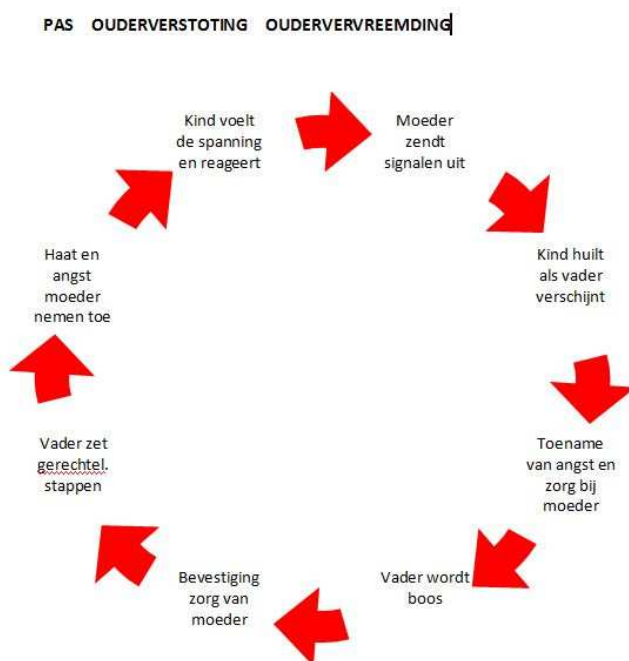 PAS OUDERVERSTOTING OUDERVERVREEMDING
Kind voelt
de spanning
en reageert
Moeder
zendt
signalen uit
Kind huilt
als vader
verschijnt
Toename
van angst en
zorg bij
moeder
Vader wordt
boos
Bevestiging
zorg van
moeder
Vader zet
gerechtel.
stappen
Haat en
angst
moeder
nemen toe